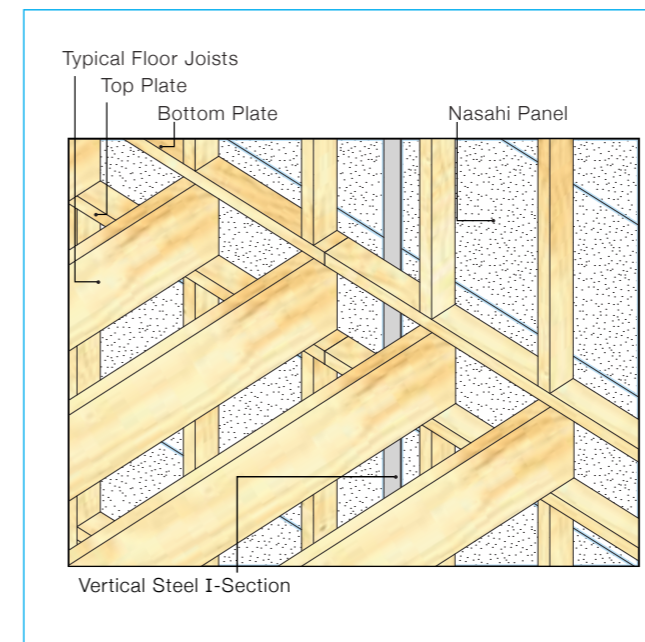 Typical Floor Joists
Top Plate
Bottom Plate
Nasahi Panel
Vertical Steel I-Section